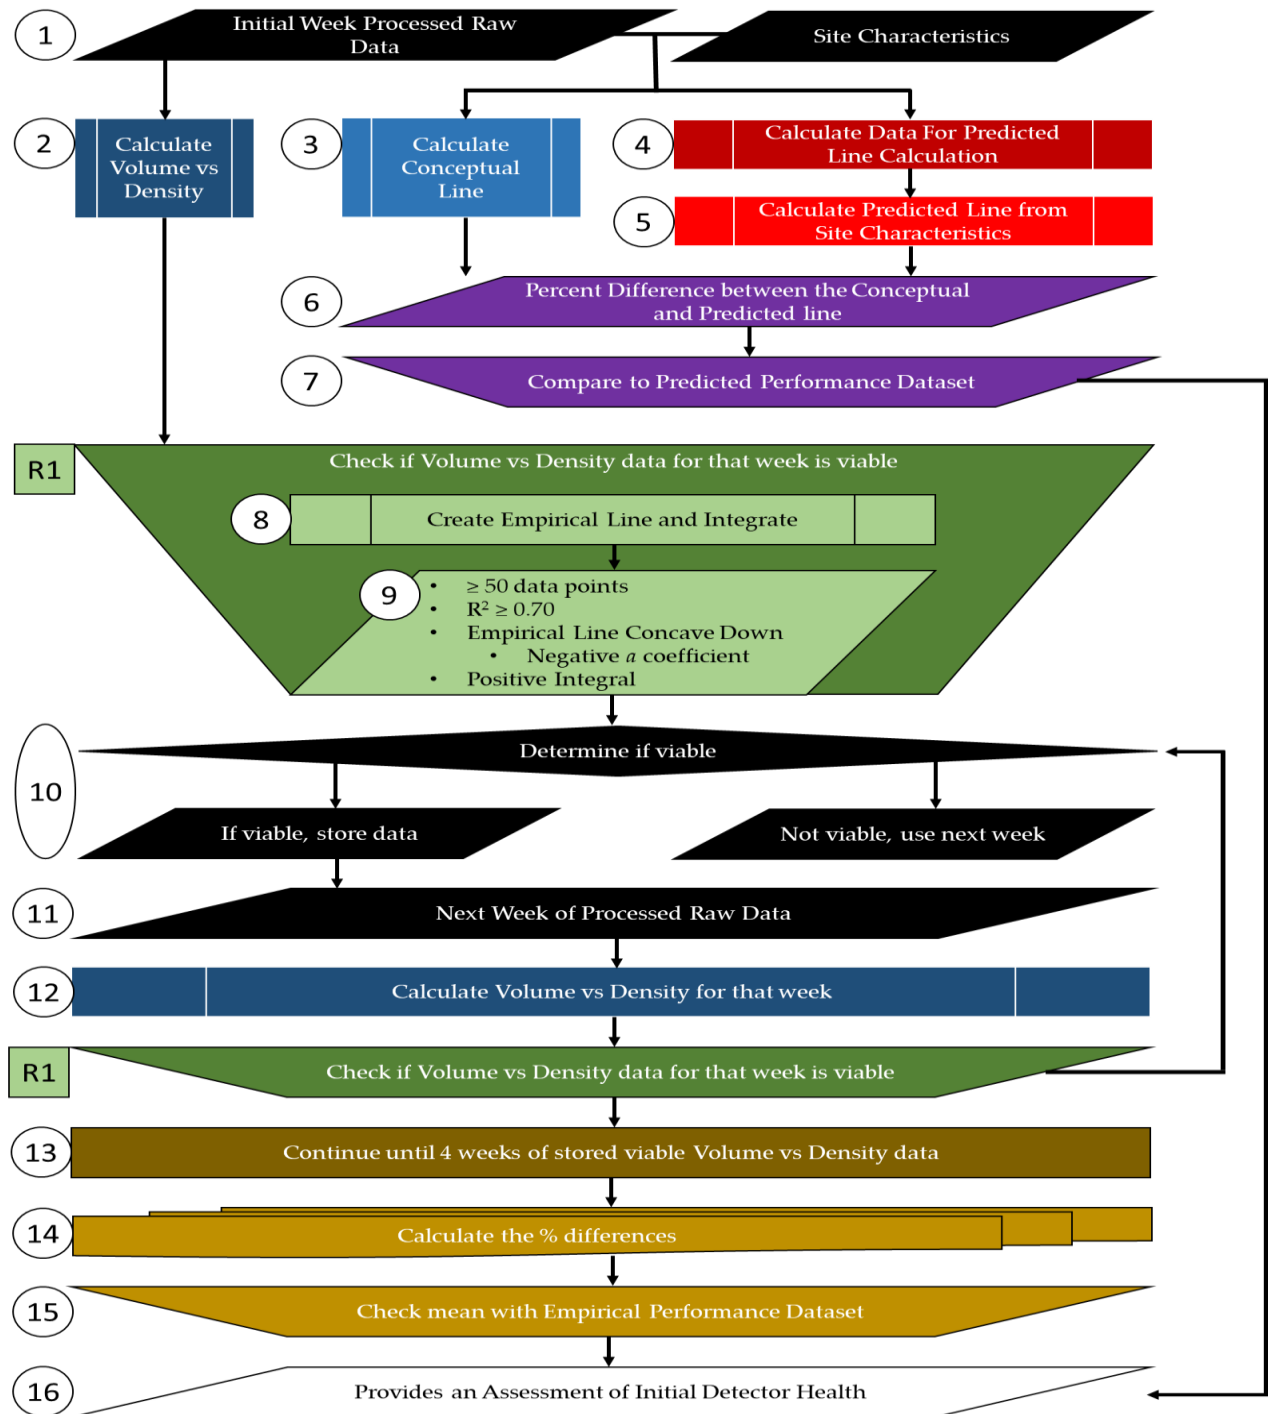 1
Initial Week Processed Raw
Data
Site Characteristics
2
Calculate
Volume vs
Density
3
Calculate
Conceptual
Line
4
Calculate Data For Predicted
Line Calculation
5
Calculate Predicted Line from
Site Characteristics
6
Percent Difference between the Conceptual
and Predicted line
7
Compare to Predicted Performance Dataset
R1
Check if Volume vs Density data for that week is viable
8
Create Empirical Line and Integrate
9
• ≥ 50 data points
• R² ≥ 0.70
• Empirical Line Concave Down
• Negative a coefficient
• Positive Integral
10
Determine if viable
If viable, store data
Not viable, use next week
11
Next Week of Processed Raw Data
12
Calculate Volume vs Density for that week
R1
Check if Volume vs Density data for that week is viable
13
Continue until 4 weeks of stored viable Volume vs Density data
14
Calculate the % differences
15
Check mean with Empirical Performance Dataset
16
Provides an Assessment of Initial Detector Health